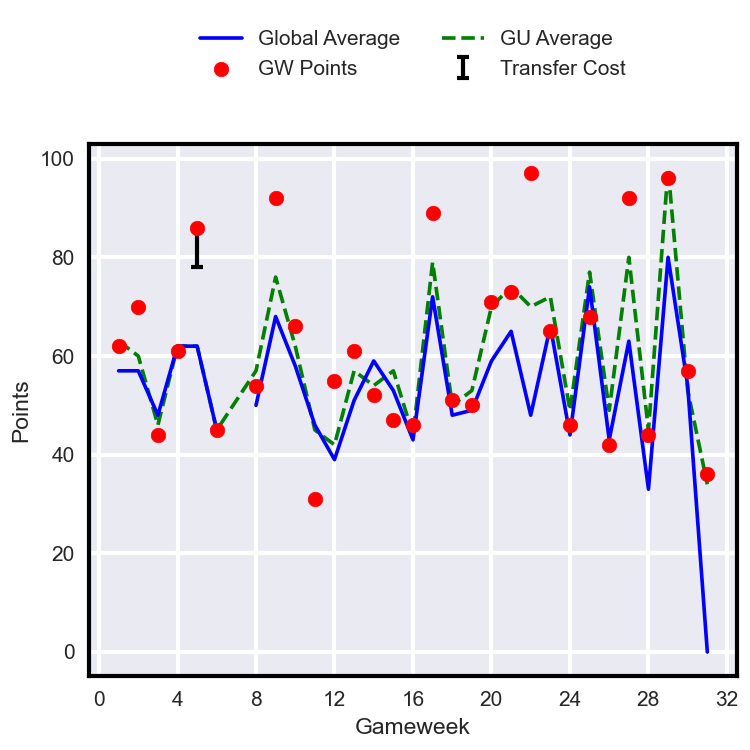 Global Average
GU Average
GW Points
Transfer Cost
100
80
60
40
20
0
Points
0 4 8 12 16 20 24 28 32
Gameweek